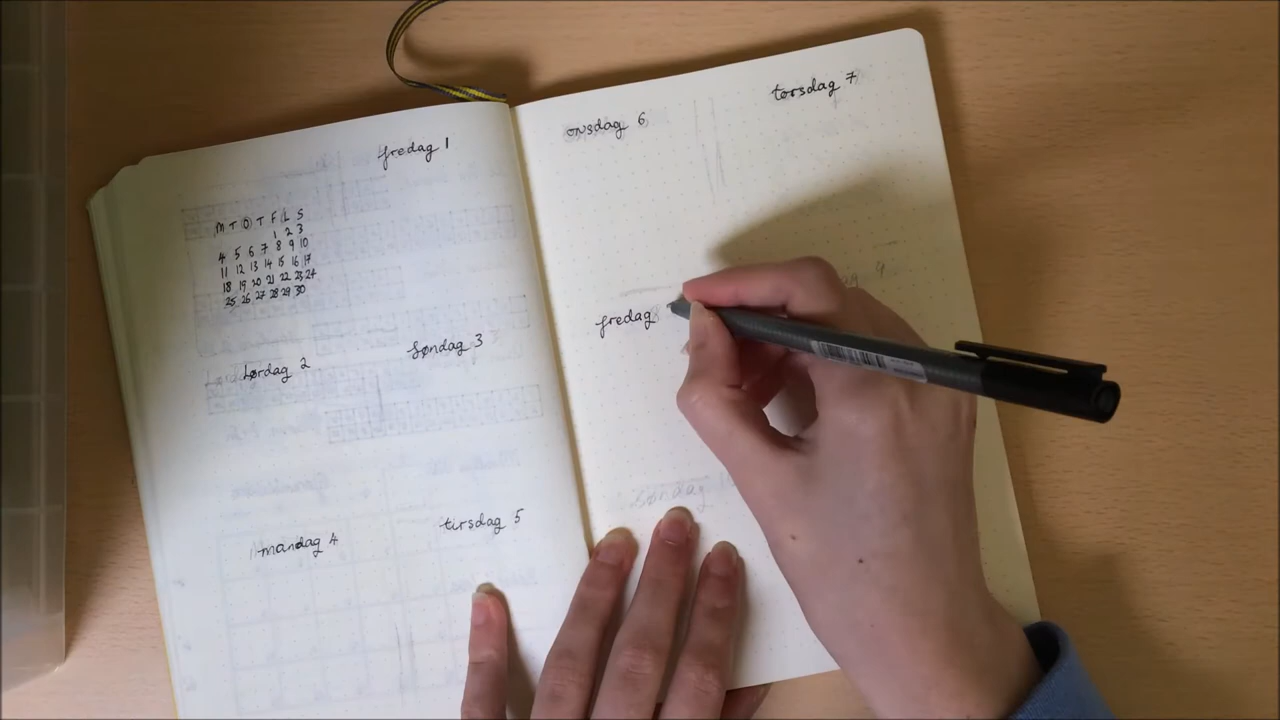 fredag 1
M T O T F L S
1 2 3
4 5 6 7 8 9 10
11 12 13 14 15 16 17
18 19 20 21 22 23 24
25 26 27 28 29 30
lørdag 2
søndag 3
mandag 4
tirsdag 5
onsdag 6
torsdag 7
fredag
9
søndag